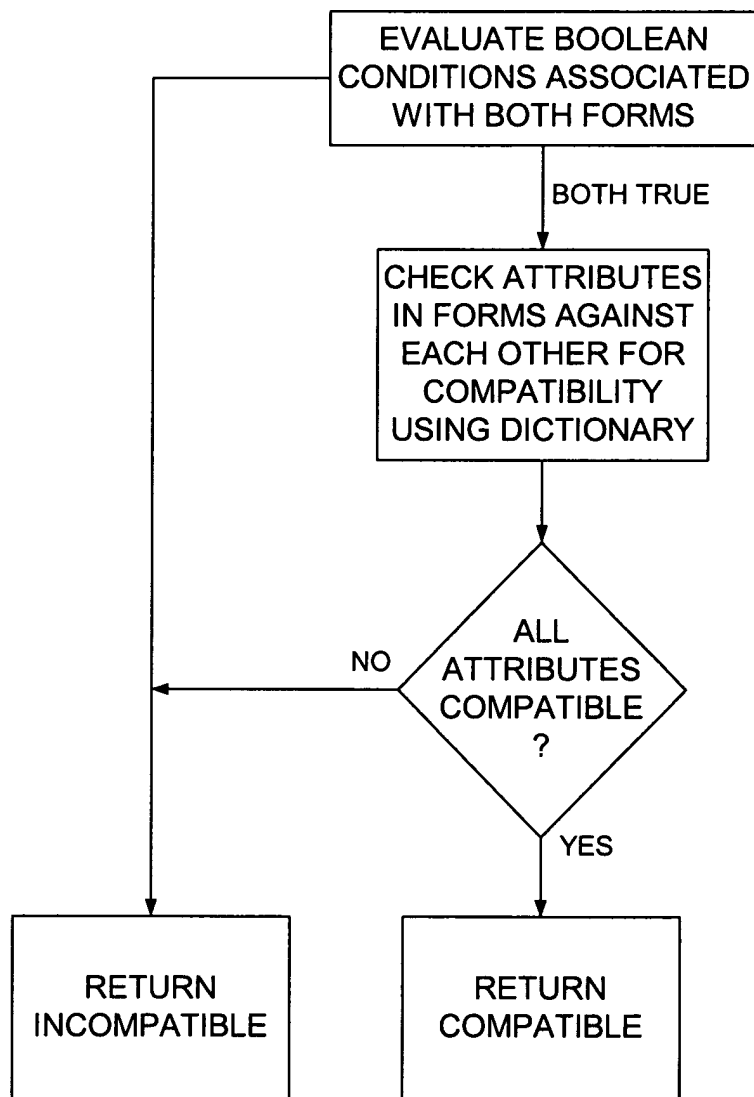 EVALUATE BOOLEAN
CONDITIONS ASSOCIATED
WITH BOTH FORMS
BOTH TRUE
CHECK ATTRIBUTES
IN FORMS AGAINST
EACH OTHER FOR
COMPATIBILITY
USING DICTIONARY
ALL
ATTRIBUTES
COMPATIBLE
?
NO
YES
RETURN
INCOMPATIBLE
RETURN
COMPATIBLE